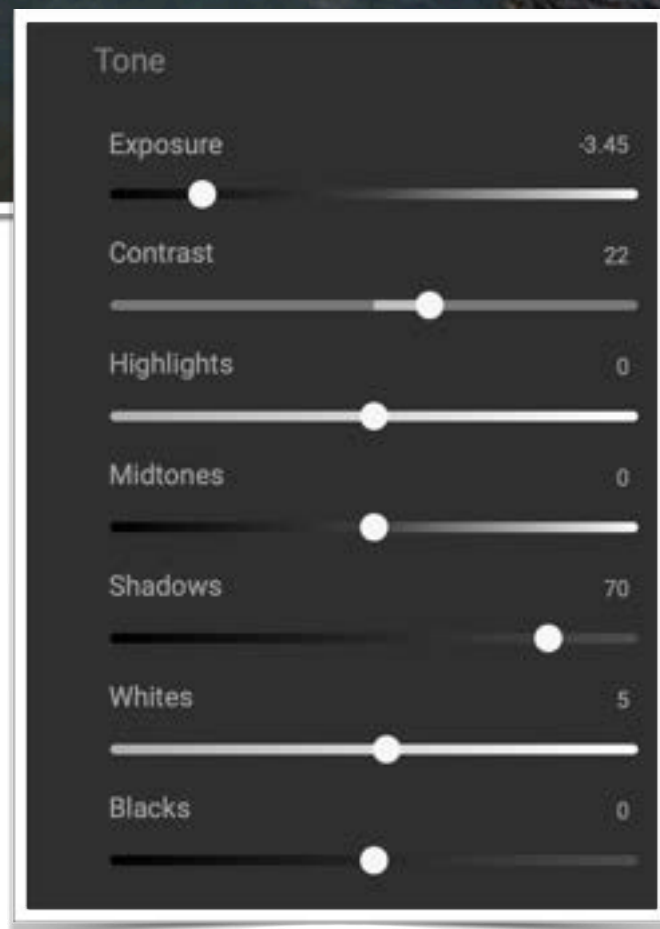 Tone
Exposure -3.45
Contrast 22
Highlights 0
Midtones 0
Shadows 70
Whites 5
Blacks 0